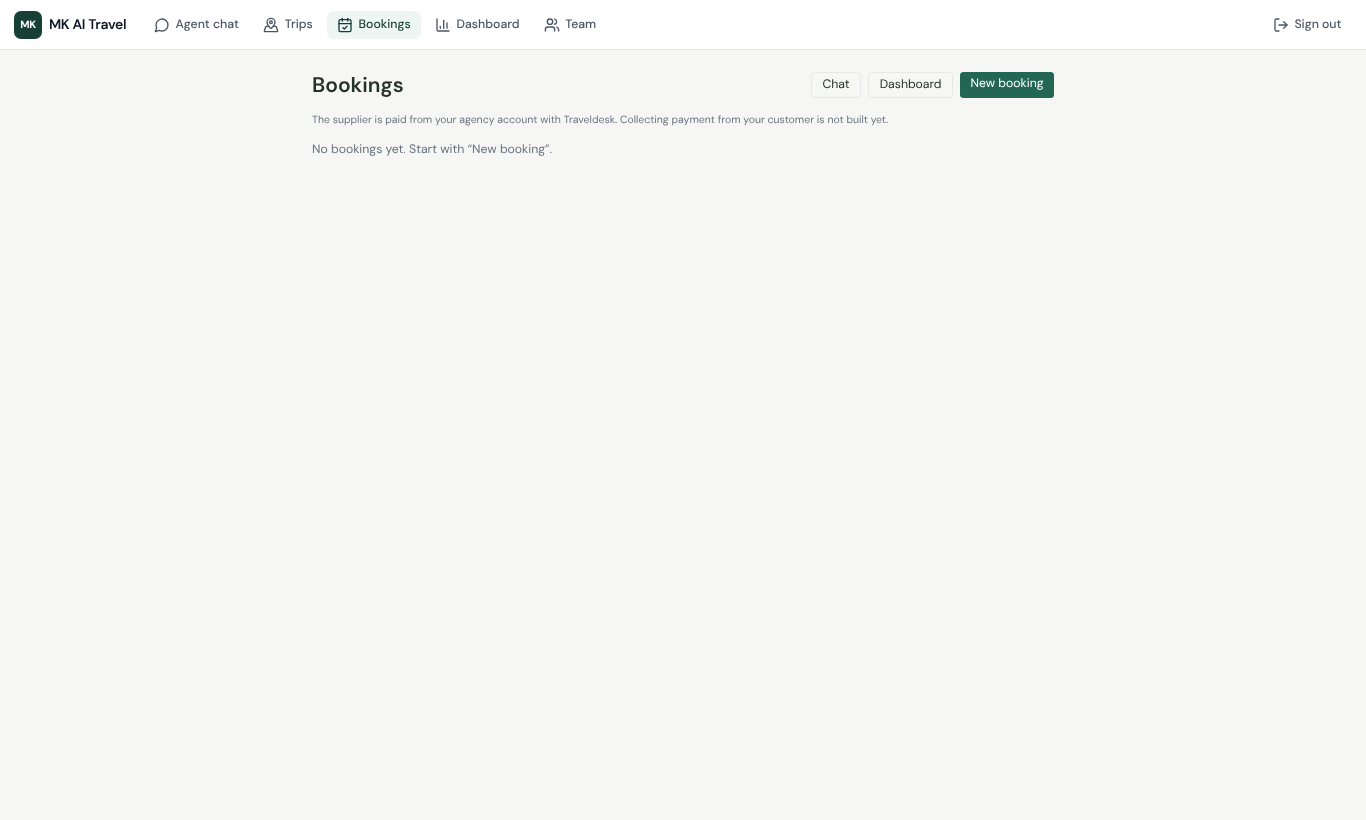 MK
MK AI Travel
Agent chat
Trips
Bookings
Dashboard
Team
Sign out
Bookings
Chat
Dashboard
New booking
The supplier is paid from your agency account with Traveldesk. Collecting payment from your customer is not built yet.
No bookings yet. Start with “New booking”.